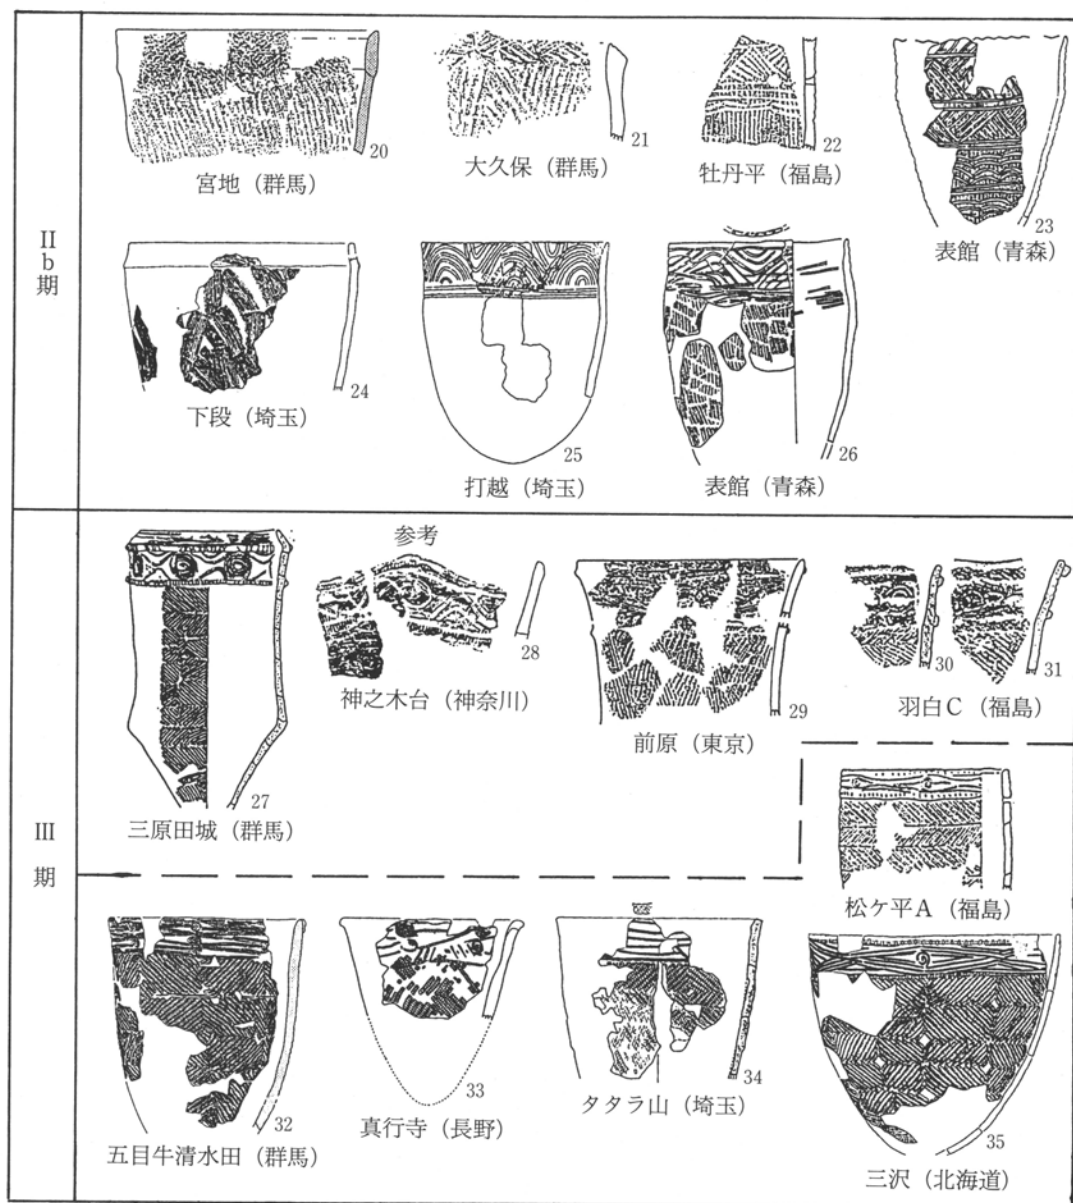 II
b
期
20
宮地（群馬）
21
大久保（群馬）
22
牡丹平（福島）
23
表館（青森）
24
下段（埼玉）
25
打越（埼玉）
26
表館（青森）
III
期
27
三原田城（群馬）
参考
28
神之木台（神奈川）
29
前原（東京）
30
31
羽白C（福島）
松ケ平A（福島）
32
五目牛清水田（群馬）
33
真行寺（長野）
34
タタラ山（埼玉）
35
三沢（北海道）